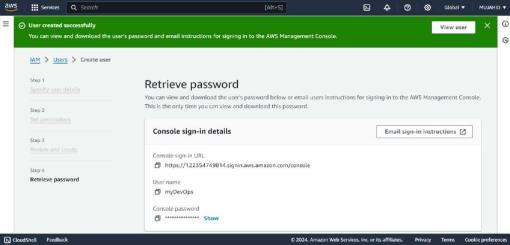 aws
Services
Search
[Alt+S]
Global
MUJAHID
User created successfully
You can view and download the user's password and email instructions for signing in to the AWS Management Console.
View user
IAM > Users > Create user
Step 1
Specify user details
Step 2
Set permissions
Step 3
Review and create
Step 4
Retrieve password
Retrieve password
You can view and download the user's password below or email users instructions for signing in to the AWS Management Console.
This is the only time you can view and download this password.
Console sign-in details
Email sign-in instructions
Console sign-in URL
https://122354749814.signin.aws.amazon.com/console
User name
myDevOps
Console password
*************** Show
CloudShell Feedback
© 2024, Amazon Web Services, Inc. or its affiliates. Privacy Terms Cookie preferences